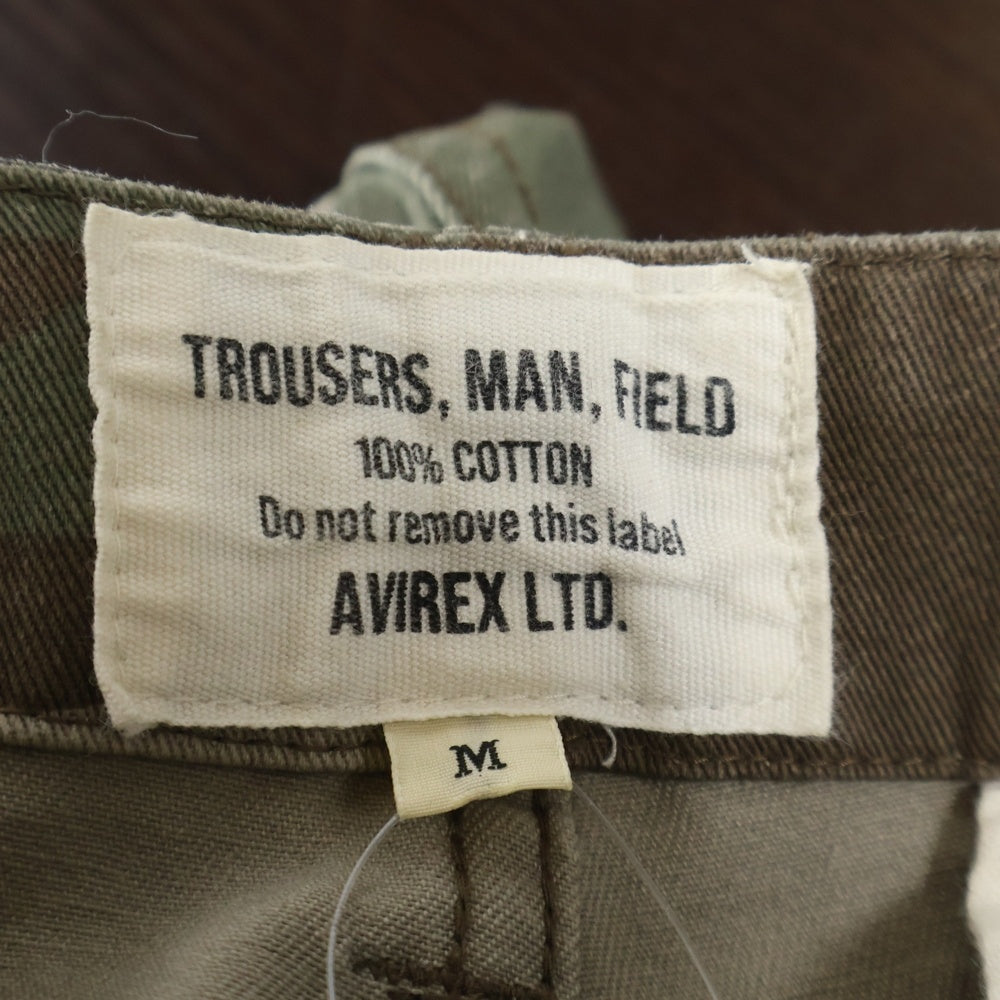 TROUSERS, MAN, FIELD
100% COTTON
Do not remove this label
AVIREX LTD.
M